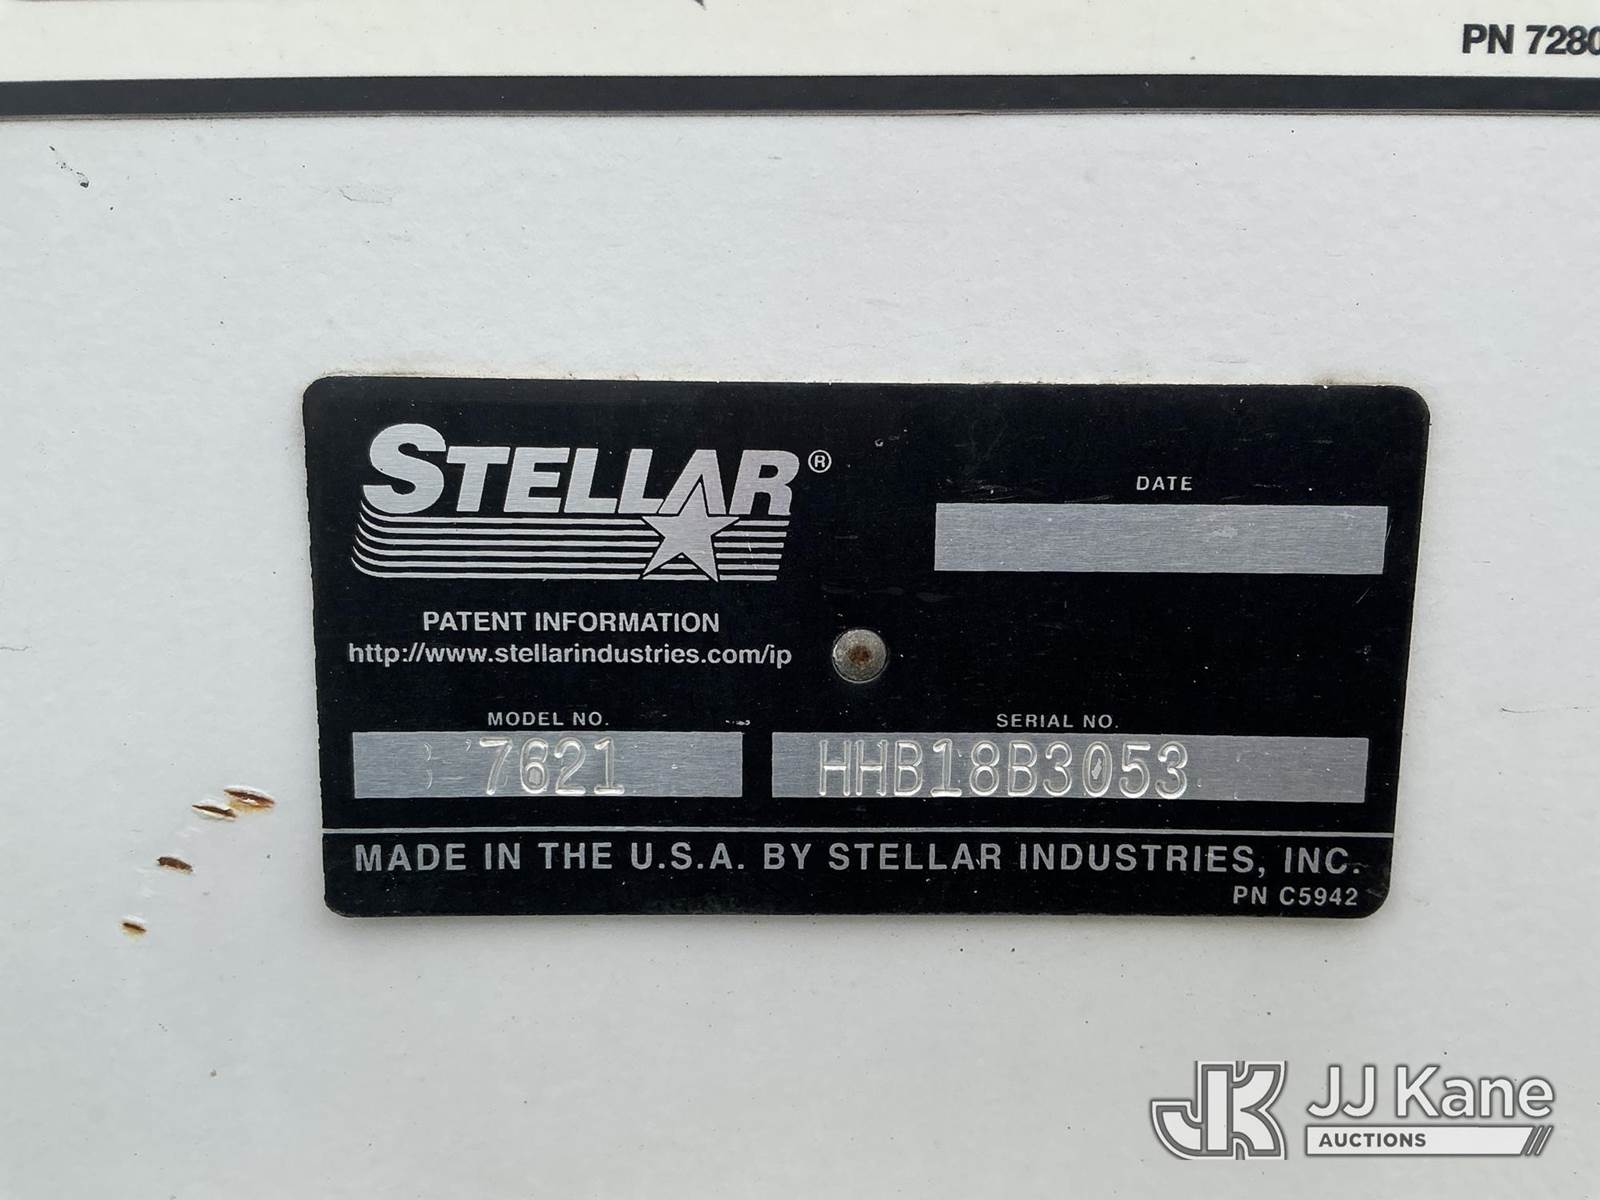 PN 7280
STELLAR®
DATE
PATENT INFORMATION
http://www.stellarindustries.com/ip
MODEL NO.
SERIAL NO.
7621
HHB18B3053
MADE IN THE U.S.A. BY STELLAR INDUSTRIES, INC.
PN C5942
JK JJ Kane
AUCTIONS